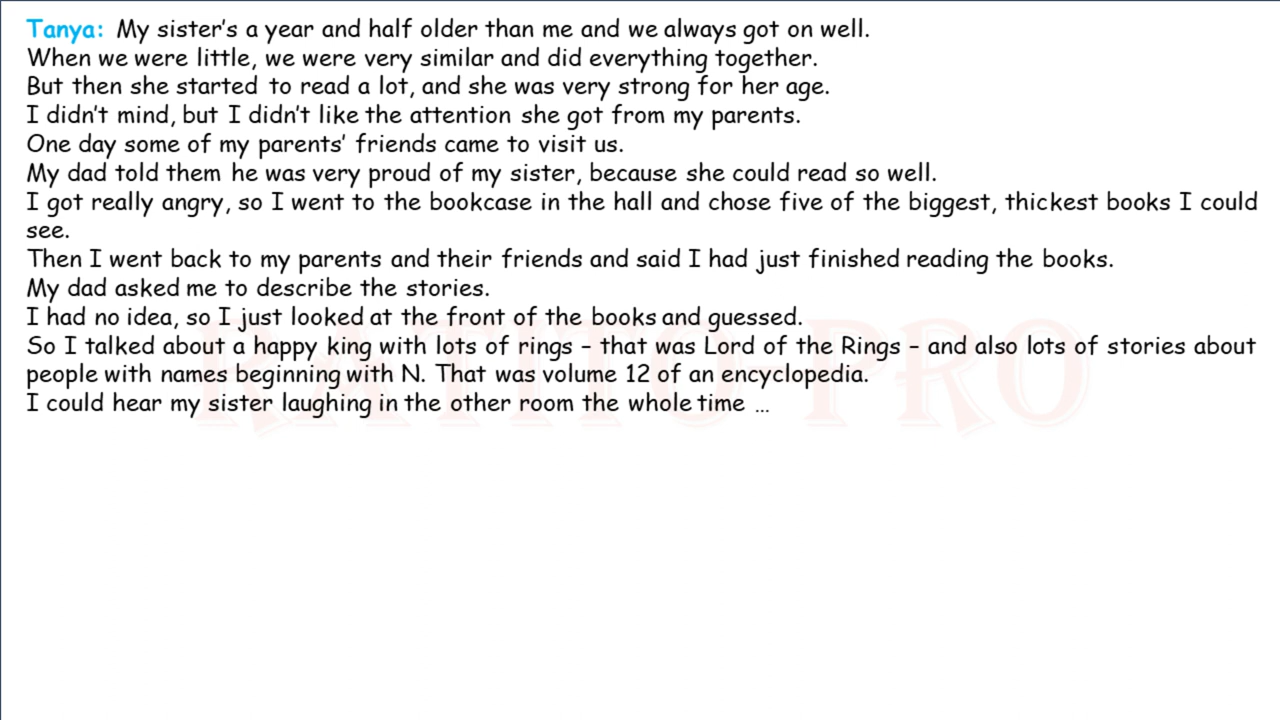 Tanya: My sister's a year and half older than me and we always got on well.
When we were little, we were very similar and did everything together.
But then she started to read a lot, and she was very strong for her age.
I didn't mind, but I didn't like the attention she got from my parents.
One day some of my parents' friends came to visit us.
My dad told them he was very proud of my sister, because she could read so well.
I got really angry, so I went to the bookcase in the hall and chose five of the biggest, thickest books I could
see.
Then I went back to my parents and their friends and said I had just finished reading the books.
My dad asked me to describe the stories.
I had no idea, so I just looked at the front of the books and guessed.
So I talked about a happy king with lots of rings – that was Lord of the Rings – and also lots of stories about
people with names beginning with N. That was volume 12 of an encyclopedia.
I could hear my sister laughing in the other room the whole time …
RATITO PRO